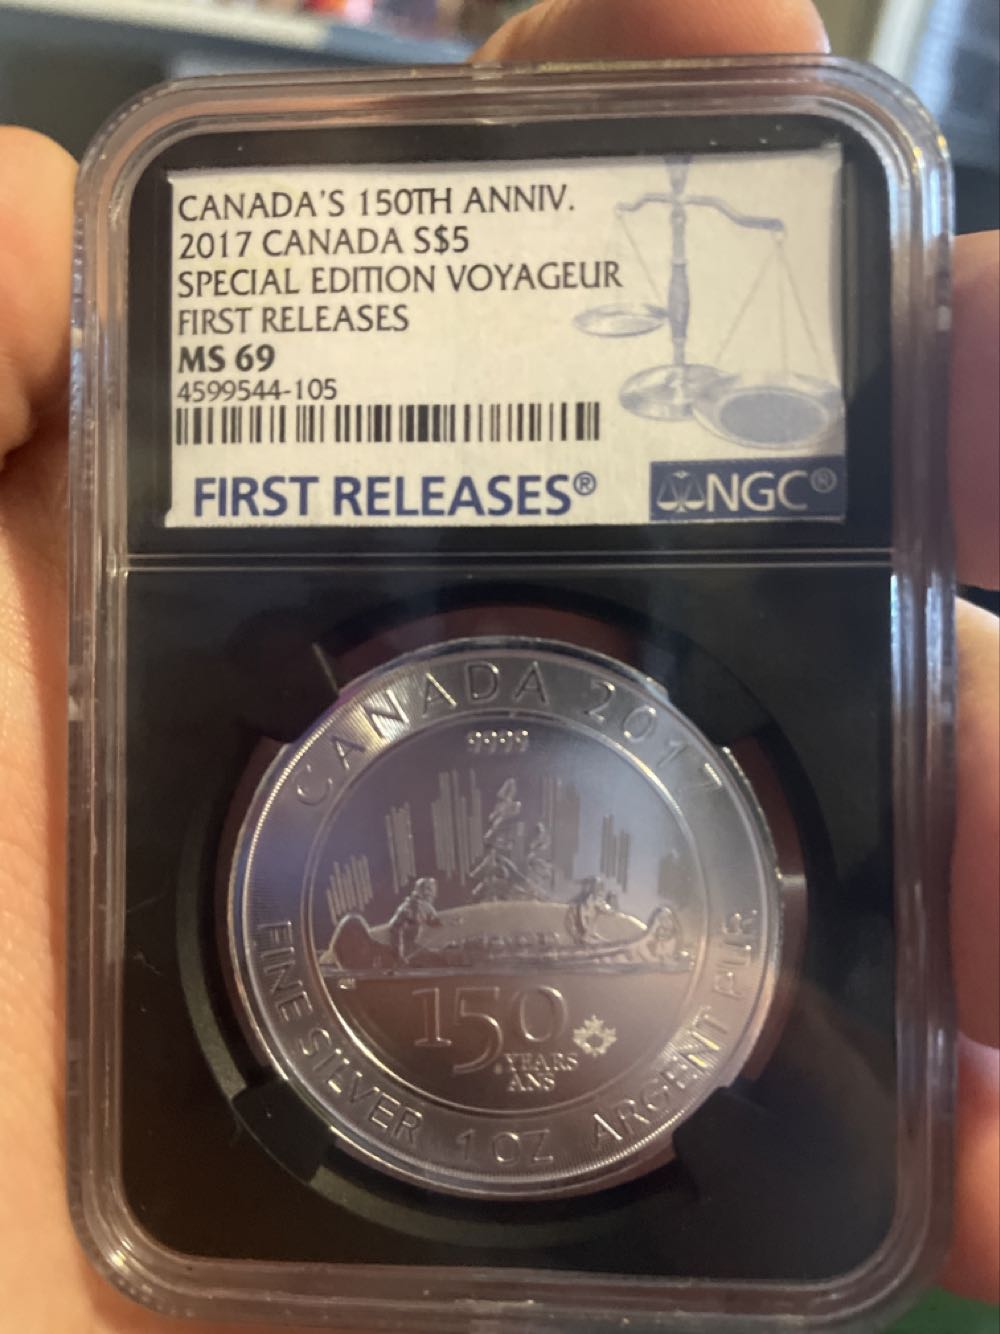 CANADA'S 150TH ANNIV.
2017 CANADA S$5
SPECIAL EDITION VOYAGEUR
FIRST RELEASES
MS 69
4599544-105
FIRST RELEASES®
NGC®
CANADA 2017
9999
150
YEARS
ANS
FINE SILVER 1 OZ ARGENT PUR